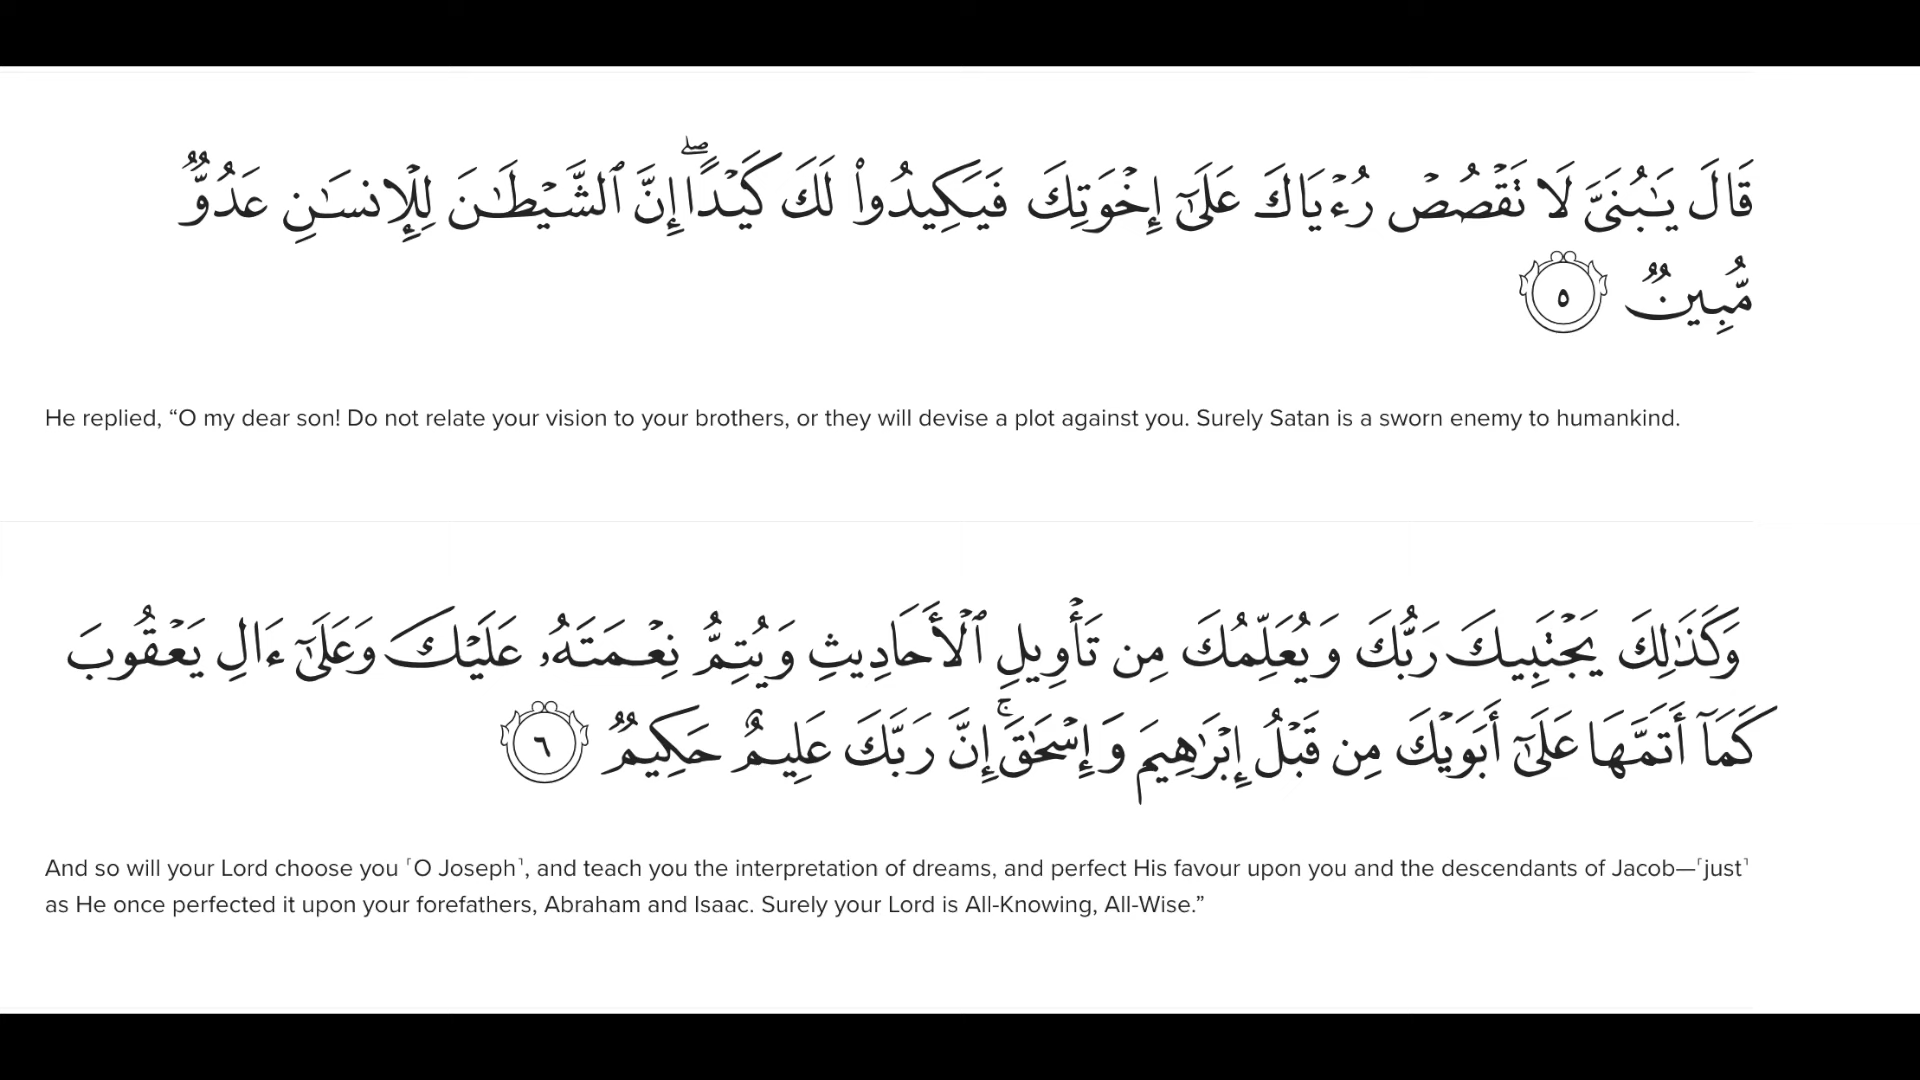 قَالَ يَـٰبُنَىَّ لَا تَقْصُصْ رُءْيَاكَ عَلَىٰٓ إِخْوَتِكَ فَيَكِيدُوا۟ لَكَ كَيْدًا ۖ إِنَّ ٱلشَّيْطَـٰنَ لِلْإِنسَـٰنِ عَدُوٌّ
مُّبِينٌ ٥
He replied, “O my dear son! Do not relate your vision to your brothers, or they will devise a plot against you. Surely Satan is a sworn enemy to humankind.
وَكَذَٰلِكَ يَجْتَبِيكَ رَبُّكَ وَيُعَلِّمُكَ مِن تَأْوِيلِ ٱلْأَحَادِيثِ وَيُتِمُّ نِعْمَتَهُۥ عَلَيْكَ وَعَلَىٰٓ ءَالِ يَعْقُوبَ
كَمَآ أَتَمَّهَا عَلَىٰٓ أَبَوَيْكَ مِن قَبْلُ إِبْرَٰهِيمَ وَإِسْحَـٰقَ ۚ إِنَّ رَبَّكَ عَلِيمٌ حَكِيمٌ ٦
And so will your Lord choose you ˹O Joseph˺, and teach you the interpretation of dreams, and perfect His favour upon you and the descendants of Jacob—˹just˺
as He once perfected it upon your forefathers, Abraham and Isaac. Surely your Lord is All-Knowing, All-Wise.”